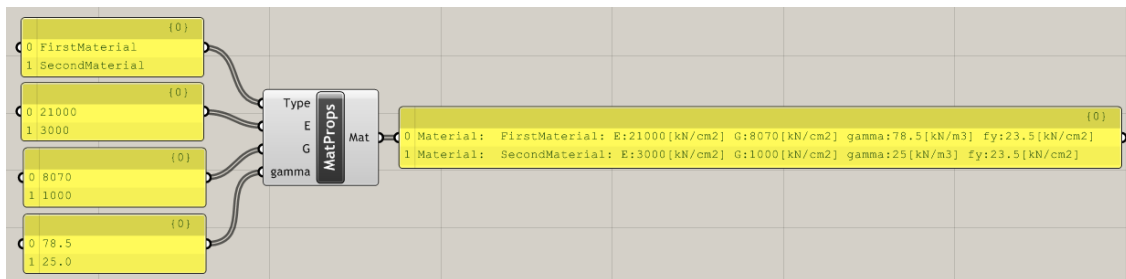 {0}
0 FirstMaterial
1 SecondMaterial
{0}
0 21000
1 3000
{0}
0 8070
1 1000
{0}
0 78.5
1 25.0
Type
E
G
gamma
MatProps
Mat
{0}
0 Material: FirstMaterial: E:21000[kN/cm2] G:8070[kN/cm2] gamma:78.5[kN/m3] fy:23.5[kN/cm2]
1 Material: SecondMaterial: E:3000[kN/cm2] G:1000[kN/cm2] gamma:25[kN/m3] fy:23.5[kN/cm2]